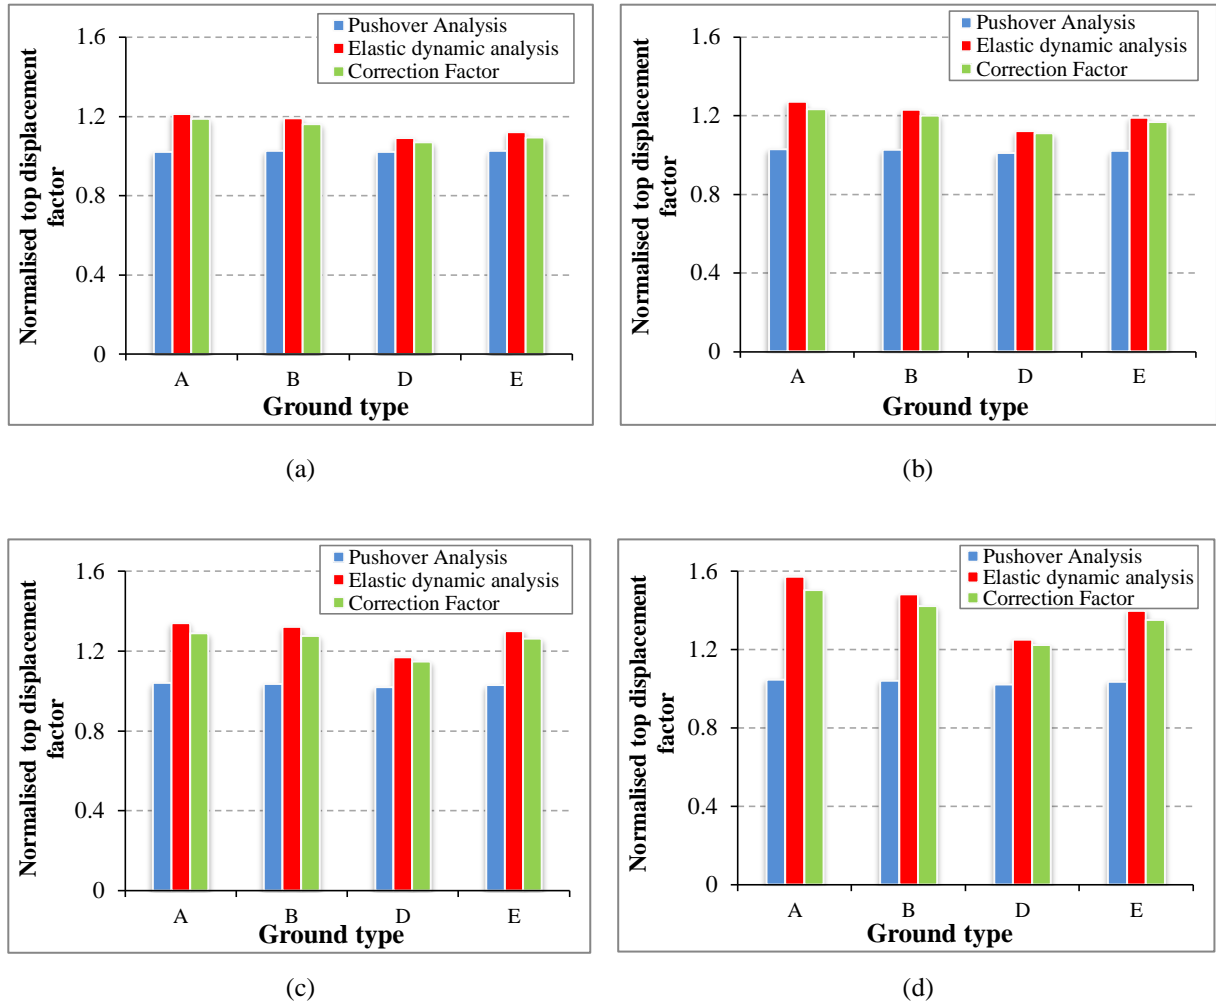 Pushover Analysis
Elastic dynamic analysis
Correction Factor
Normalised top displacement
factor
1.6
1.2
0.8
0.4
0
A B D E
Ground type
(a)
Pushover Analysis
Elastic dynamic analysis
Correction Factor
Normalised top displacement
factor
1.6
1.2
0.8
0.4
0
A B D E
Ground type
(b)
Pushover Analysis
Elastic dynamic analysis
Correction Factor
Normalised top displacement
factor
1.6
1.2
0.8
0.4
0
A B D E
Ground type
(c)
Pushover Analysis
Elastic dynamic analysis
Correction Factor
Normalised top displacement
factor
1.6
1.2
0.8
0.4
0
A B D E
Ground type
(d)